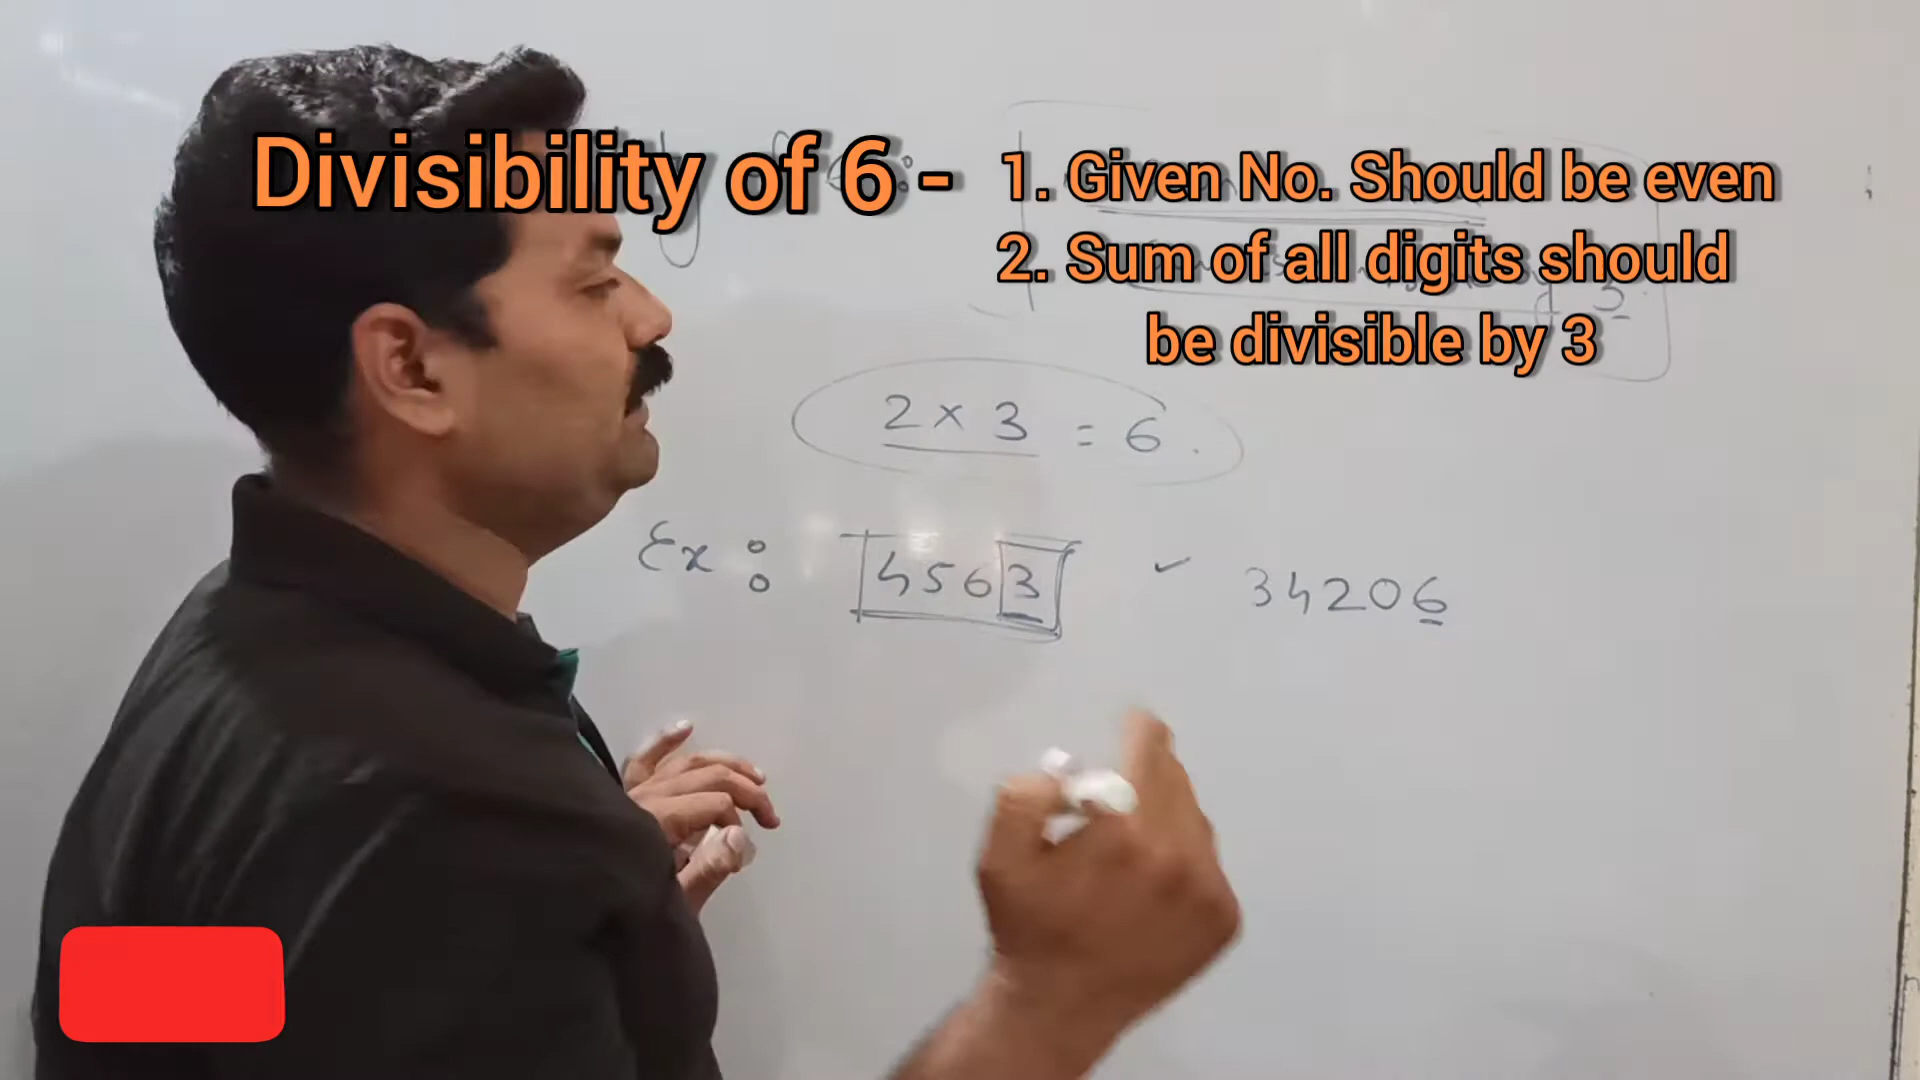 Divisibility of 6 -
1. Given No. Should be even
2. Sum of all digits should
be divisible by 3
2 × 3 = 6.
Ex : 4563 ✓ 34206